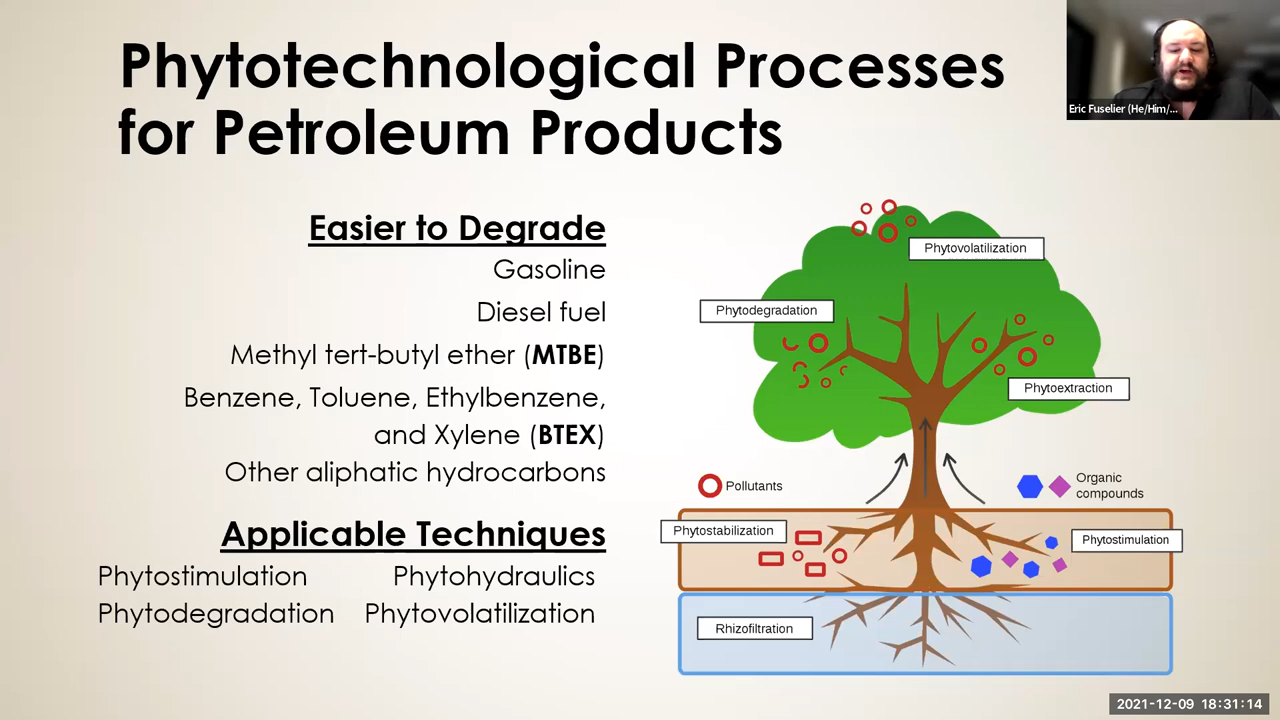 Phytotechnological Processes
for Petroleum Products
Eric Fuselier (He/Him/...
Easier to Degrade
Gasoline
Diesel fuel
Methyl tert-butyl ether (MTBE)
Benzene, Toluene, Ethylbenzene,
and Xylene (BTEX)
Other aliphatic hydrocarbons
Applicable Techniques
Phytostimulation Phytohydraulics
Phytodegradation Phytovolatilization
Phytovolatilization
Phytodegradation
Phytoextraction
Pollutants
Organic
compounds
Phytostabilization
Phytostimulation
Rhizofiltration
2021-12-09 18:31:14